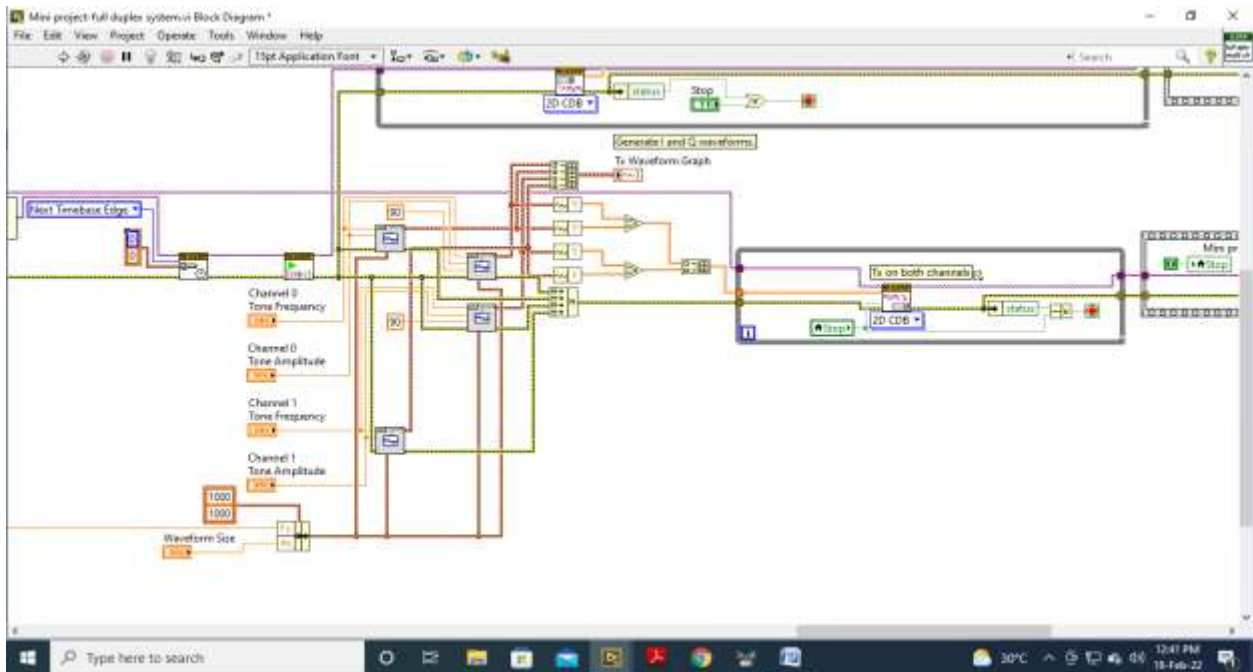 Mini project-full duplex system.vi Block Diagram *
File Edit View Project Operate Tools Window Help
15pt Application Font
Search
2D CDB
status
Stop
Generate I and Q waveforms.
Tx Waveform Graph
Next Timebase Edge
90
Channel 0
Tone Frequency
90
Channel 0
Tone Amplitude
Channel 1
Tone Frequency
Channel 1
Tone Amplitude
1000
1000
Waveform Size
Tx on both channels
2D CDB
status
Stop
i
Mini pr
Stop
Type here to search
30°C
12:41 PM
18-Feb-22